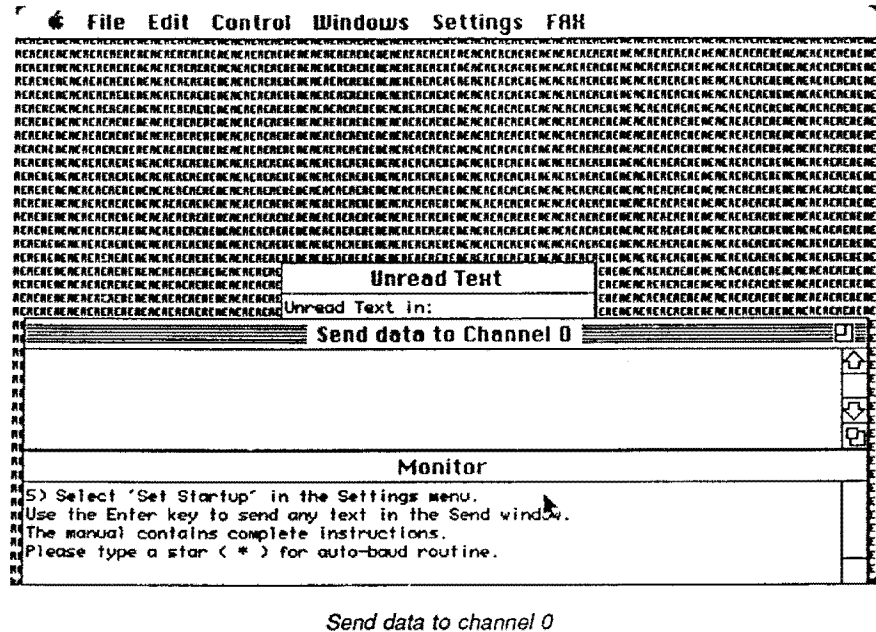 File Edit Control Windows Settings FAX
Unread Text
Unread Text in:
Send data to Channel 0
Monitor
5) Select 'Set Startup' in the Settings menu.
Use the Enter key to send any text in the Send window.
The manual contains complete instructions.
Please type a star ( * ) for auto-baud routine.
Send data to channel 0